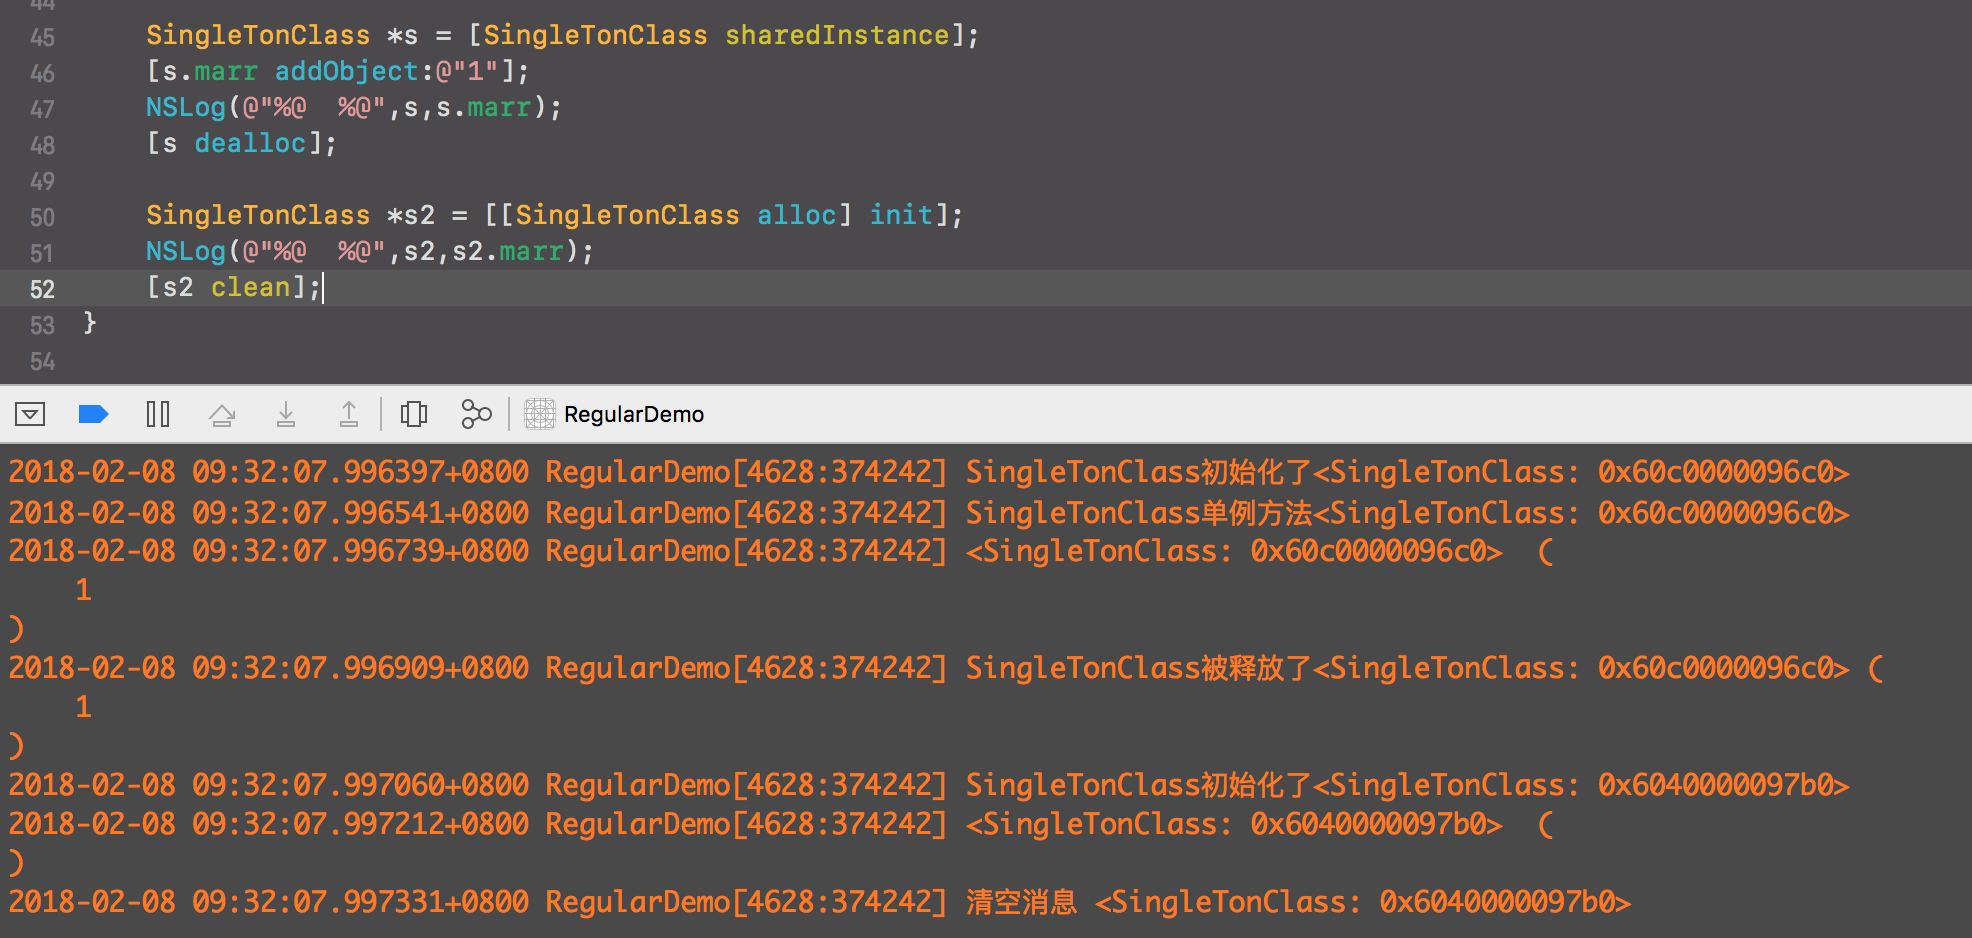 44
45 SingleTonClass *s = [SingleTonClass sharedInstance];
46 [s.marr addObject:@"1"];
47 NSLog(@"%@  %@",s,s.marr);
48 [s dealloc];
49
50 SingleTonClass *s2 = [[SingleTonClass alloc] init];
51 NSLog(@"%@  %@",s2,s2.marr);
52 [s2 clean];
53 }
54
RegularDemo
2018-02-08 09:32:07.996397+0800 RegularDemo[4628:374242] SingleTonClass初始化了<SingleTonClass: 0x60c0000096c0>
2018-02-08 09:32:07.996541+0800 RegularDemo[4628:374242] SingleTonClass单例方法<SingleTonClass: 0x60c0000096c0>
2018-02-08 09:32:07.996739+0800 RegularDemo[4628:374242] <SingleTonClass: 0x60c0000096c0>  (
1
)
2018-02-08 09:32:07.996909+0800 RegularDemo[4628:374242] SingleTonClass被释放了<SingleTonClass: 0x60c0000096c0> (
1
)
2018-02-08 09:32:07.997060+0800 RegularDemo[4628:374242] SingleTonClass初始化了<SingleTonClass: 0x6040000097b0>
2018-02-08 09:32:07.997212+0800 RegularDemo[4628:374242] <SingleTonClass: 0x6040000097b0>  (
)
2018-02-08 09:32:07.997331+0800 RegularDemo[4628:374242] 清空消息 <SingleTonClass: 0x6040000097b0>